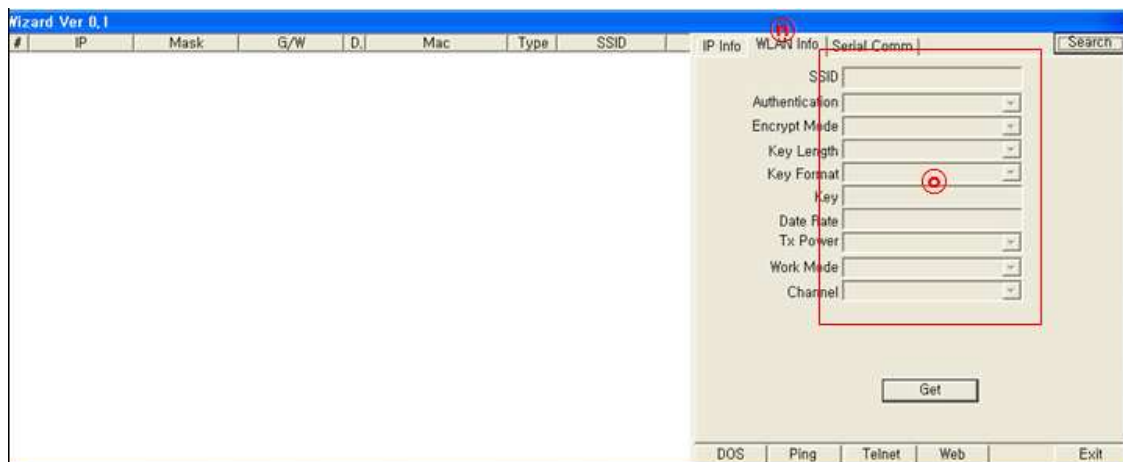 Wizard Ver 0,1
# IP Mask G/W D. Mac Type SSID
IP Info WLAN Info Serial Comm Search
ⓝ
SSID
Authentication
Encrypt Mode
Key Length
Key Format
ⓞ
Key
Date Rate
Tx Power
Work Mode
Channel
Get
DOS Ping Telnet Web Exit